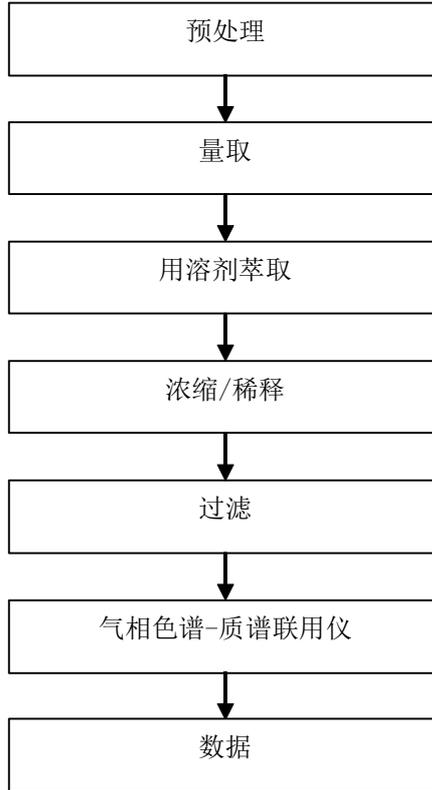 预处理
量取
用溶剂萃取
浓缩/稀释
过滤
气相色谱-质谱联用仪
数据